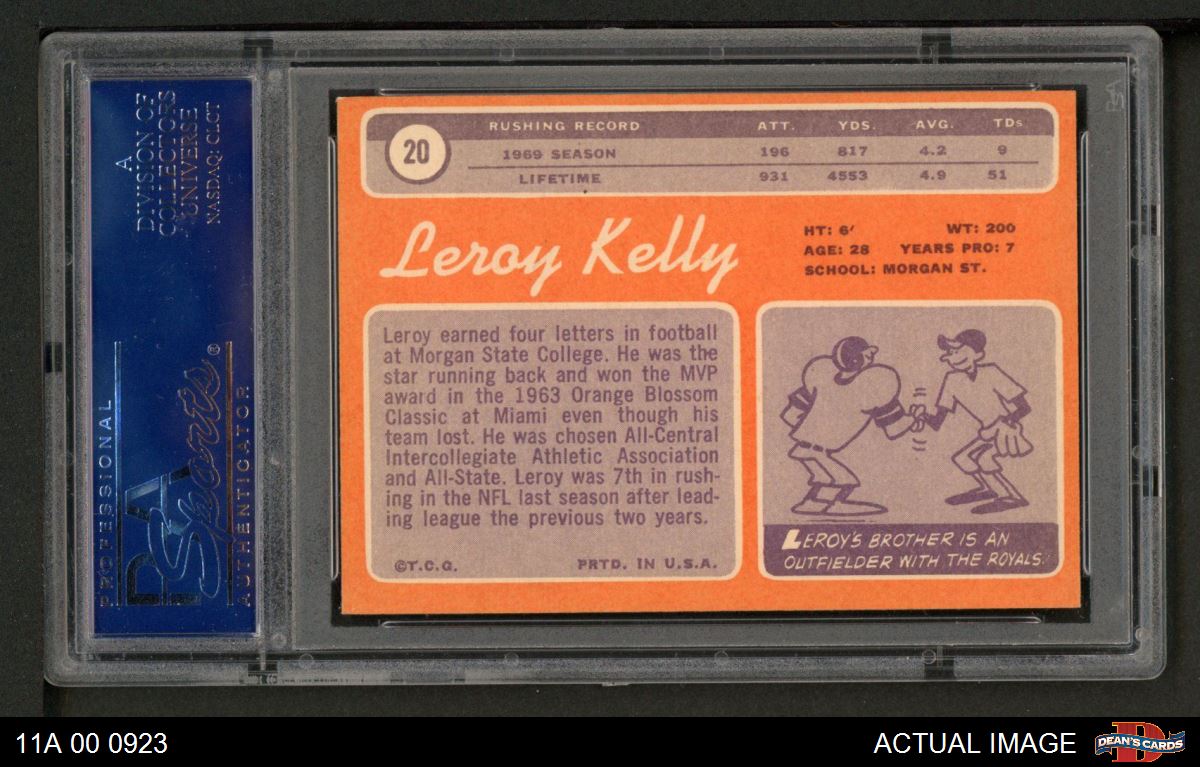 A
DIVISION OF
COLLECTORS
UNIVERSE
NASDAQ: CLCT
PROFESSIONAL
PSA
Sports®
AUTHENTICATOR
PSA
20
RUSHING RECORD ATT. YDS. AVG. TDs
1969 SEASON 196 817 4.2 9
LIFETIME 931 4553 4.9 51
Leroy Kelly
HT: 6′ WT: 200
AGE: 28 YEARS PRO: 7
SCHOOL: MORGAN ST.
Leroy earned four letters in football
at Morgan State College. He was the
star running back and won the MVP
award in the 1963 Orange Blossom
Classic at Miami even though his
team lost. He was chosen All-Central
Intercollegiate Athletic Association
and All-State. Leroy was 7th in rush-
ing in the NFL last season after lead-
ing league the previous two years.
©T.C.G. PRTD. IN U.S.A.
LEROY'S BROTHER IS AN
OUTFIELDER WITH THE ROYALS.
11A 00 0923
ACTUAL IMAGE
D
DEAN'S CARDS